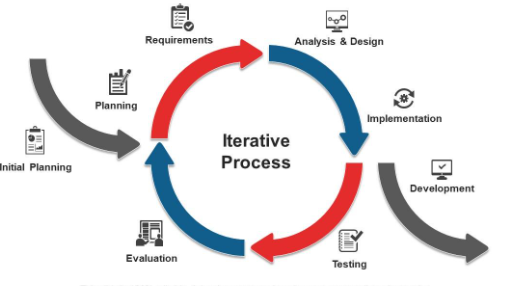 Requirements
Analysis & Design
Planning
Implementation
Iterative
Process
Initial Planning
Development
Evaluation
Testing